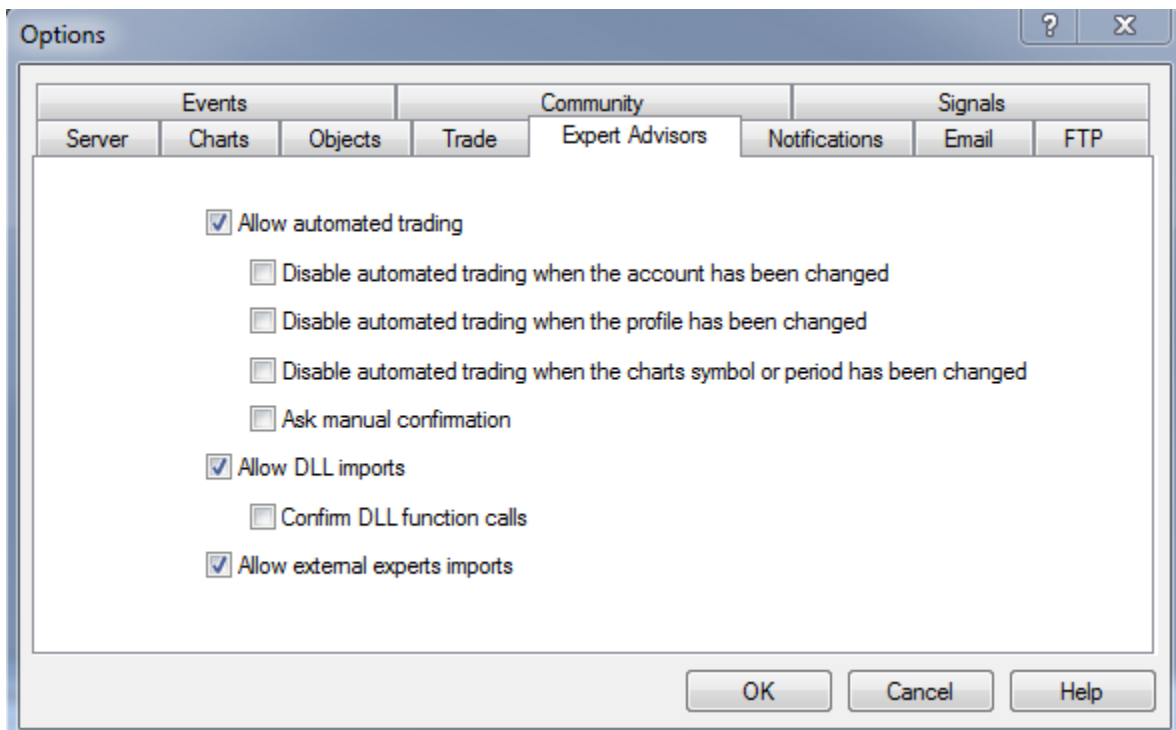 Options
Events Community Signals
Server Charts Objects Trade Expert Advisors Notifications Email FTP
Allow automated trading
Disable automated trading when the account has been changed
Disable automated trading when the profile has been changed
Disable automated trading when the charts symbol or period has been changed
Ask manual confirmation
Allow DLL imports
Confirm DLL function calls
Allow external experts imports
OK Cancel Help